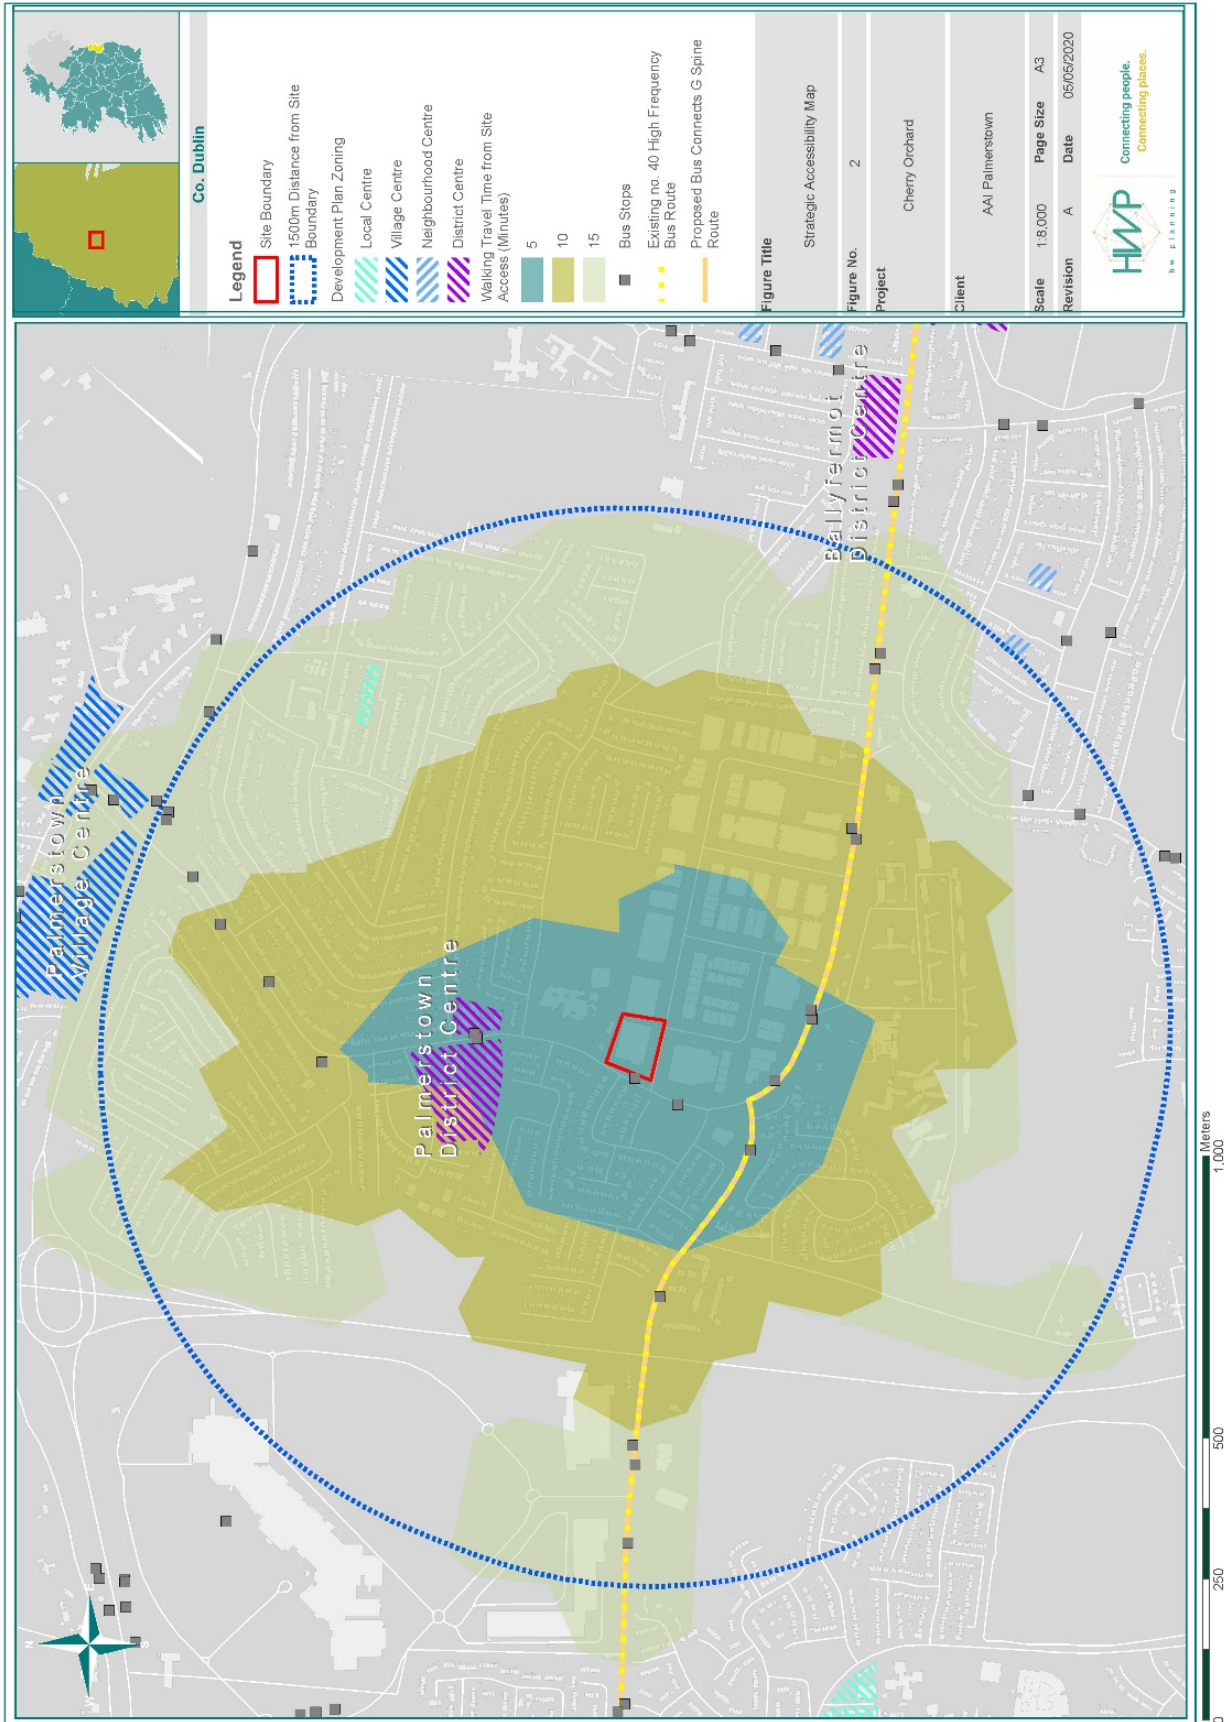 Palmerstown
Village Centre
Palmerstown
District Centre
Ballyfermot
District Centre
N
S
W
0
250
500
1,000
Meters
Co. Dublin
Legend
Site Boundary
1500m Distance from Site
Boundary
Development Plan Zoning
Local Centre
Village Centre
Neighbourhood Centre
District Centre
Walking Travel Time from Site
Access (Minutes)
5
10
15
Bus Stops
Existing no. 40 High Frequency
Bus Route
Proposed Bus Connects G Spine
Route
Figure Title
Strategic Accessibility Map
Figure No. 2
Project
Cherry Orchard
Client
AAI Palmerstown
Scale 1:8,000 Page Size A3
Revision A Date 05/05/2020
HWP
hw planning
Connecting people.
Connecting places.